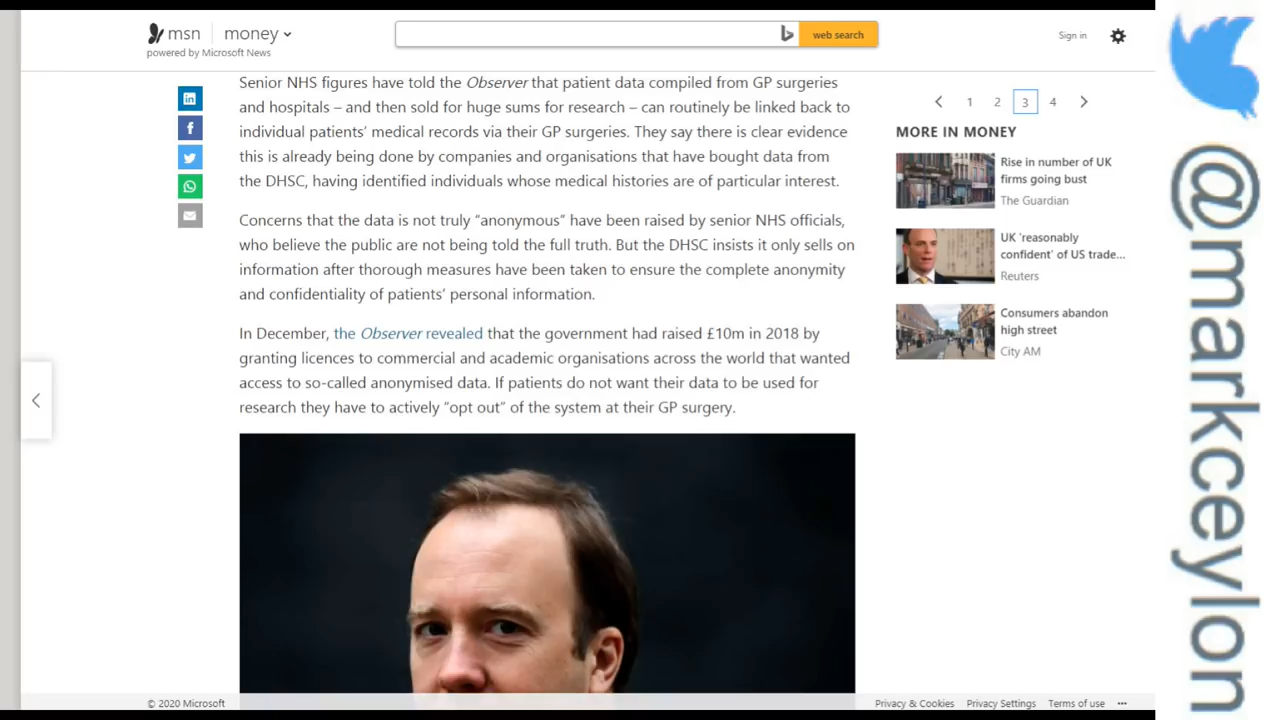 msn
money
powered by Microsoft News
web search
Sign in
Senior NHS figures have told the Observer that patient data compiled from GP surgeries
and hospitals – and then sold for huge sums for research – can routinely be linked back to
individual patients’ medical records via their GP surgeries. They say there is clear evidence
this is already being done by companies and organisations that have bought data from
the DHSC, having identified individuals whose medical histories are of particular interest.
Concerns that the data is not truly “anonymous” have been raised by senior NHS officials,
who believe the public are not being told the full truth. But the DHSC insists it only sells on
information after thorough measures have been taken to ensure the complete anonymity
and confidentiality of patients’ personal information.
In December, the Observer revealed that the government had raised £10m in 2018 by
granting licences to commercial and academic organisations across the world that wanted
access to so-called anonymised data. If patients do not want their data to be used for
research they have to actively “opt out” of the system at their GP surgery.
1 2 3 4
MORE IN MONEY
Rise in number of UK
firms going bust
The Guardian
UK 'reasonably
confident' of US trade...
Reuters
Consumers abandon
high street
City AM
© 2020 Microsoft
Privacy & Cookies
Privacy Settings
Terms of use
...
@markceylon